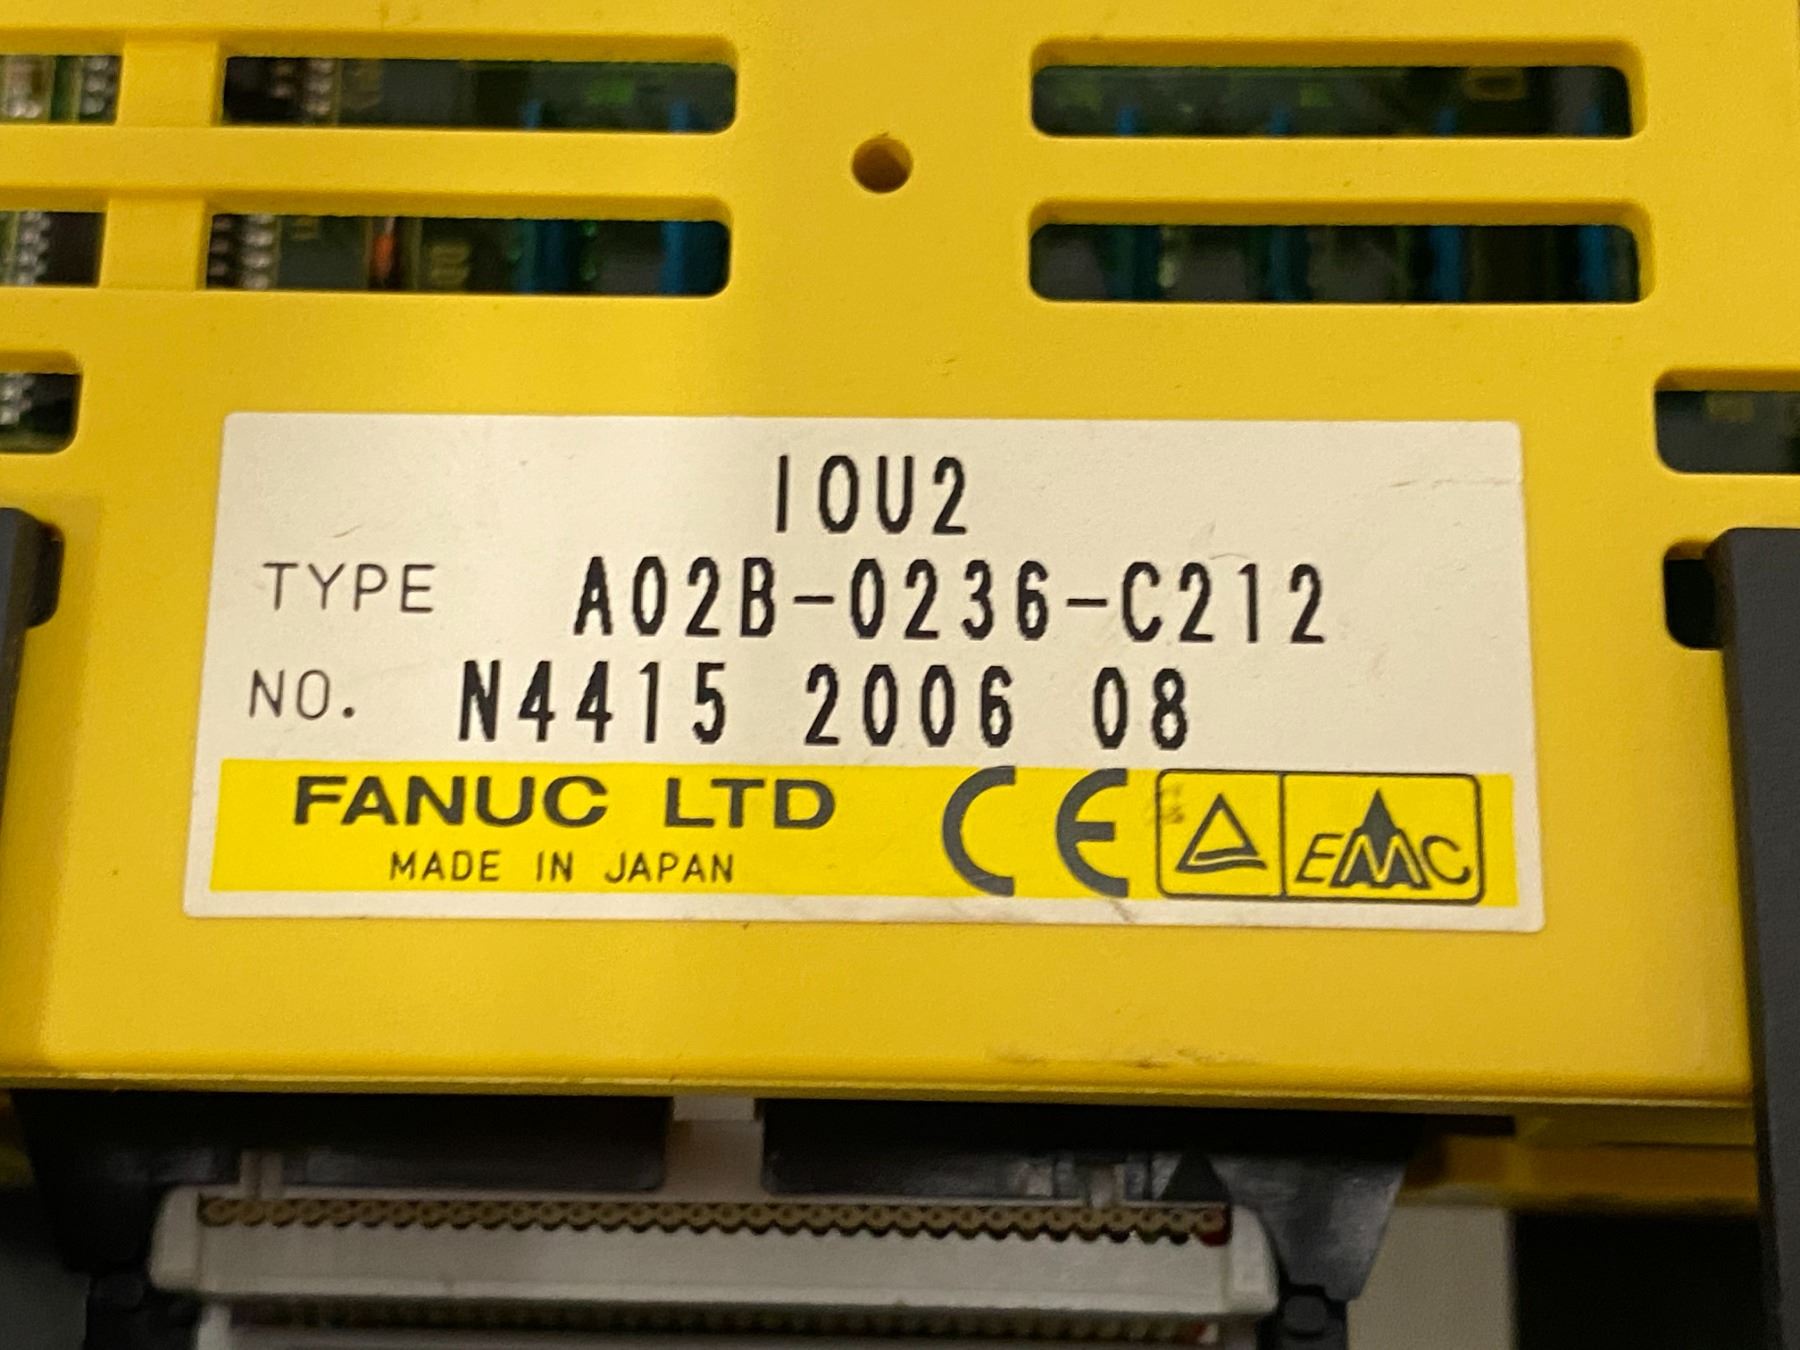 IOU2
TYPE A02B-0236-C212
NO. N4415 2006 08
FANUC LTD CE EMC
MADE IN JAPAN